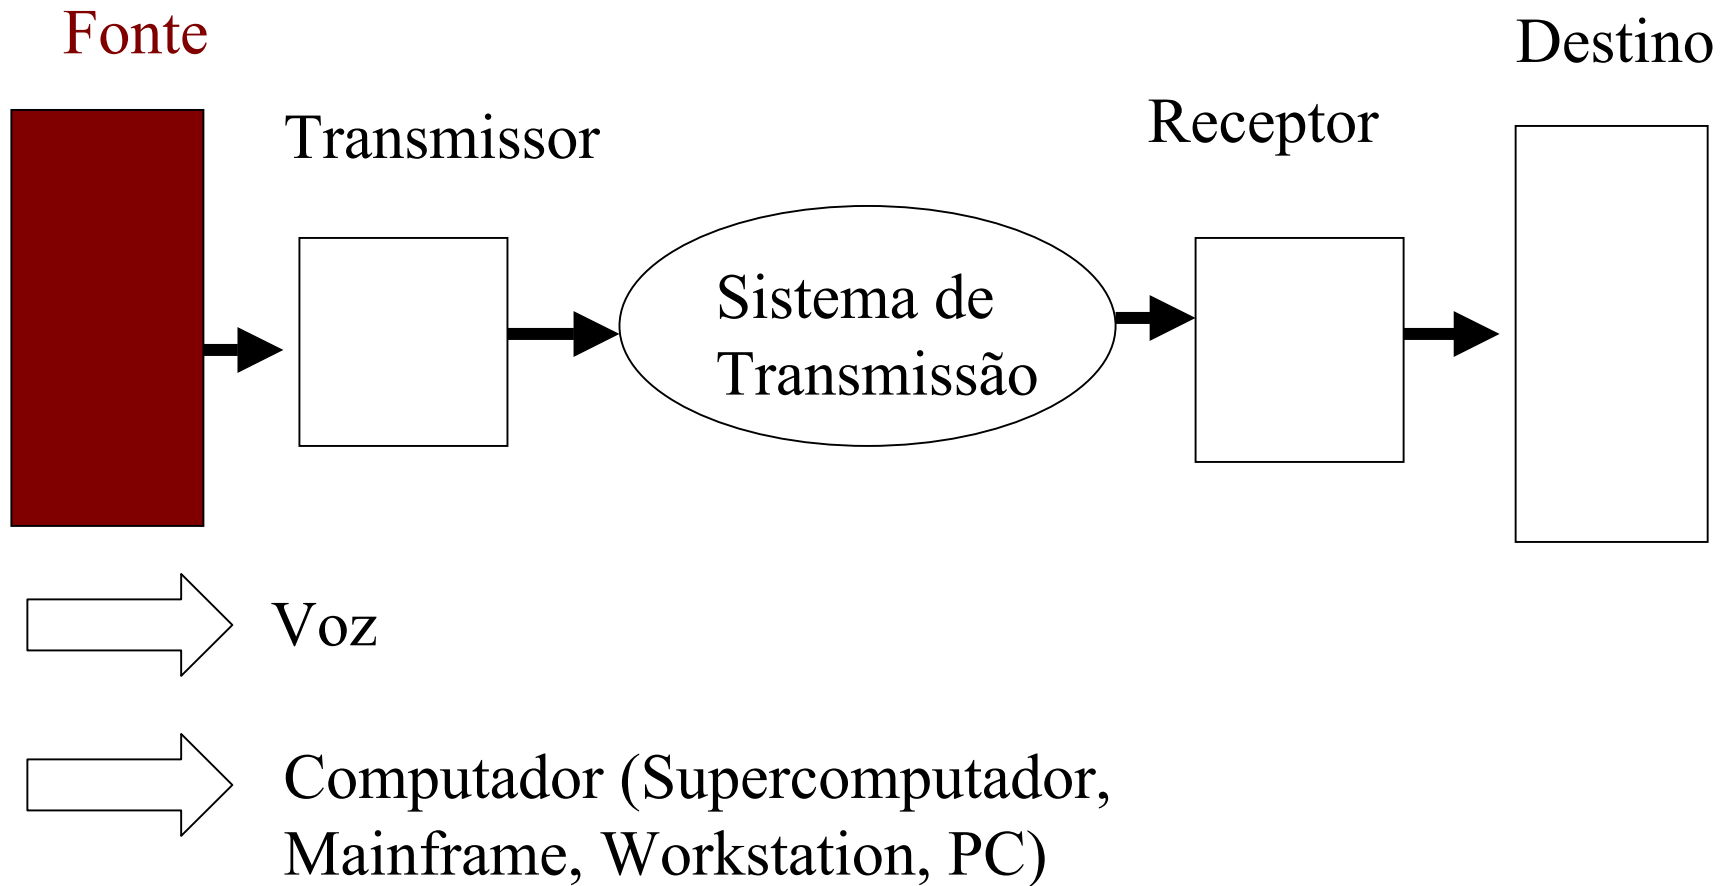 Fonte
Destino
Transmissor
Receptor
Sistema de
Transmissão
Voz
Computador (Supercomputador,
Mainframe, Workstation, PC)